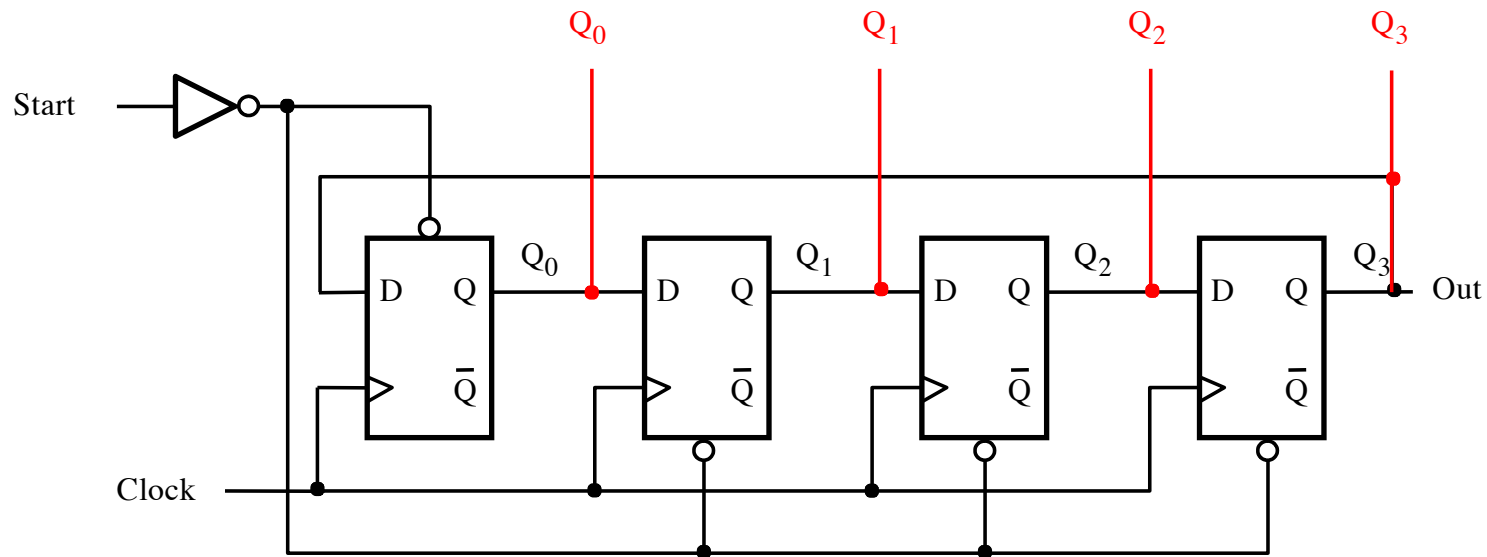 Q₀ Q₁ Q₂ Q₃
Start
Q₀ Q₁ Q₂ Q₃
D Q D Q D Q D Q Out
Q̅ Q̅ Q̅ Q̅
Clock